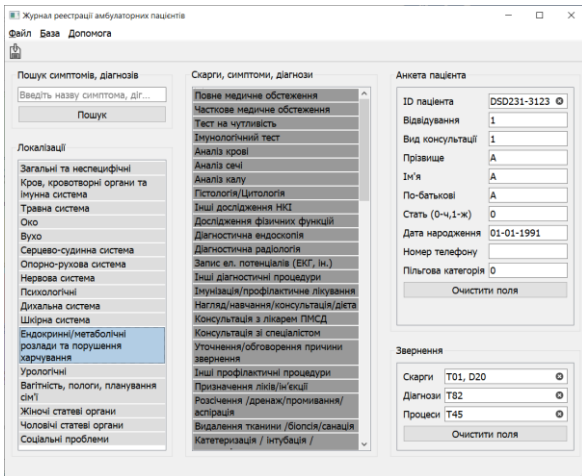 Журнал реєстрації амбулаторних пацієнтів
Файл База Допомога
Пошук симптомів, діагнозів
Введіть назву симптома, діг...
Пошук
Локалізації
Загальні та неспецифічні
Кров, кровотворні органи та
імунна система
Травна система
Око
Вухо
Серцево-судинна система
Опорно-рухова система
Нервова система
Психологічні
Дихальна система
Шкірна система
Ендокринні/метаболічні
розлади та порушення
харчування
Урологічні
Вагітність, пологи, планування
сім'ї
Жіночі статеві органи
Чоловічі статеві органи
Соціальні проблеми
Скарги, симптоми, діагнози
Повне медичне обстеження
Часткове медичне обстеження
Тест на чутливість
Імунологічний тест
Аналіз крові
Аналіз сечі
Аналіз калу
Гістологія/Цитологія
Інші дослідження НКІ
Дослідження фізичних функцій
Діагностична ендоскопія
Діагностична радіологія
Запис ел. потенціалів (ЕКГ, ін.)
Інші діагностичні процедури
Імунізація/профілактичне лікування
Нагляд/навчання/консультація/дієта
Консультація з лікарем ПМСД
Консультація зі спеціалістом
Уточнення/обговорення причини
звернення
Інші профілактичні процедури
Призначення ліків/ін'єкції
Розсічення /дренаж/промивання/
аспірація
Видалення тканини /біопсія/санація
Катетеризація / інтубація /
Анкета пацієнта
ID пацієнта DSD231-3123
Відвідування 1
Вид консультації 1
Прізвище А
Ім'я А
По-батькові А
Стать (0-ч,1-ж) 0
Дата народження 01-01-1991
Номер телефону
Пільгова категорія 0
Очистити поля
Звернення
Скарги T01, D20
Діагнози T82
Процеси T45
Очистити поля